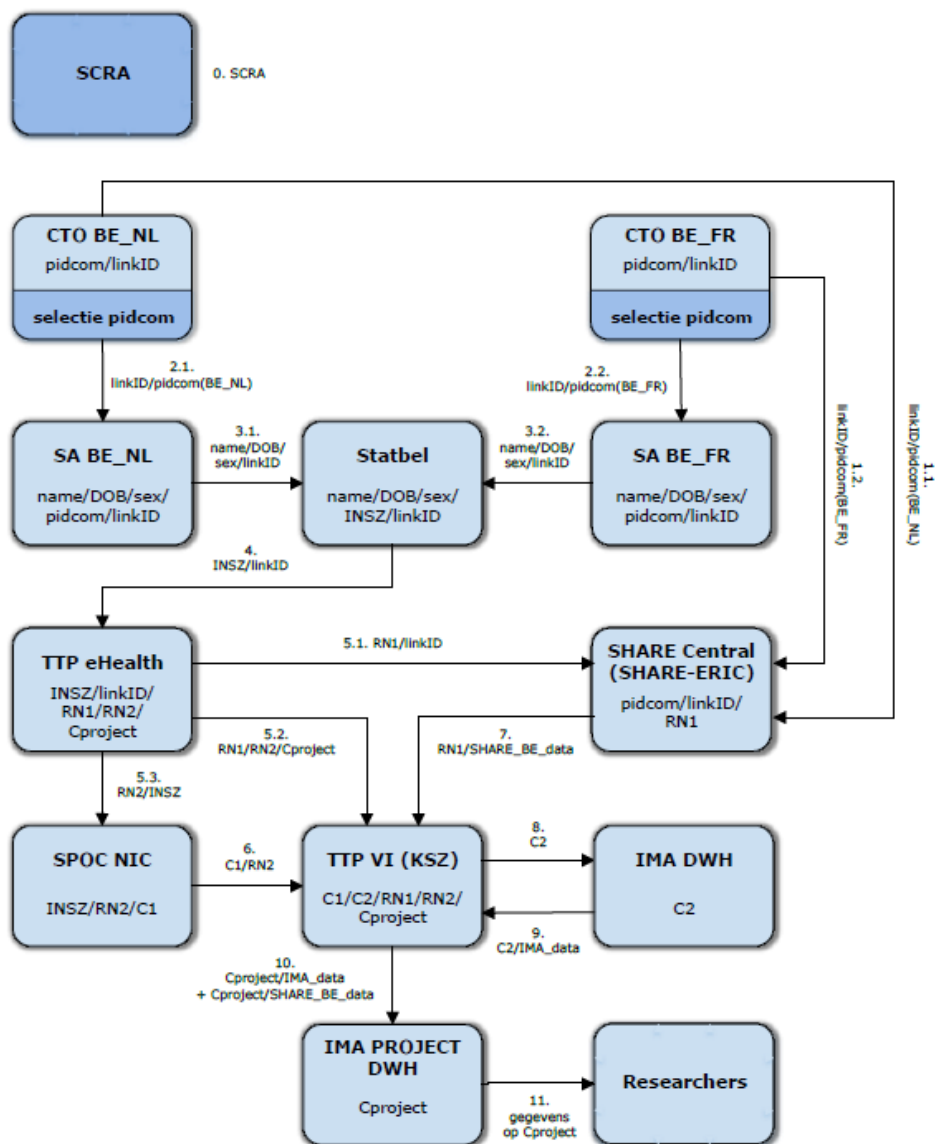 SCRA
0. SCRA
CTO BE_NL
pidcom/linkID
selectie pidcom
CTO BE_FR
pidcom/linkID
selectie pidcom
2.1.
linkID/pidcom(BE_NL)
2.2.
linkID/pidcom(BE_FR)
1.2.
linkID/pidcom(BE_FR)
1.1.
linkID/pidcom(BE_NL)
SA BE_NL
name/DOB/sex/
pidcom/linkID
3.1.
name/DOB/
sex/linkID
Statbel
name/DOB/sex/
INSZ/linkID
3.2.
name/DOB/
sex/linkID
SA BE_FR
name/DOB/sex/
pidcom/linkID
4.
INSZ/linkID
TTP eHealth
INSZ/linkID/
RN1/RN2/
Cproject
5.1. RN1/linkID
SHARE Central
(SHARE-ERIC)
pidcom/linkID/
RN1
5.2.
RN1/RN2/Cproject
7.
RN1/SHARE_BE_data
5.3.
RN2/INSZ
SPOC NIC
INSZ/RN2/C1
6.
C1/RN2
TTP VI (KSZ)
C1/C2/RN1/RN2/
Cproject
8.
C2
IMA DWH
C2
9.
C2/IMA_data
10.
Cproject/IMA_data
+ Cproject/SHARE_BE_data
IMA PROJECT
DWH
Cproject
11.
gegevens
op Cproject
Researchers